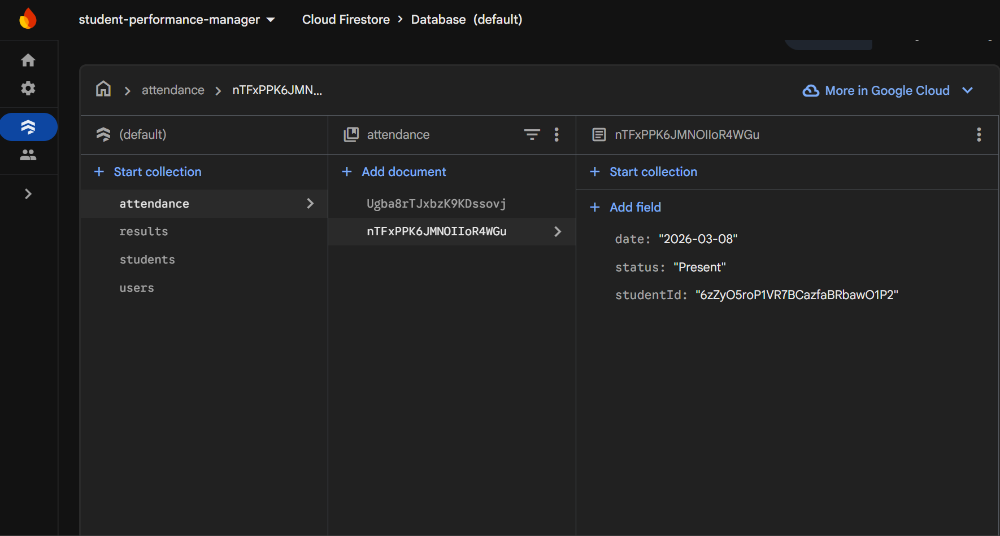 student-performance-manager
Cloud Firestore > Database (default)
attendance > nTFxPPK6JMN...
More in Google Cloud
(default)
attendance
nTFxPPK6JMNOIIoR4WGu
+ Start collection
+ Add document
+ Start collection
attendance
results
students
users
Ugba8rTJxbzK9KDssovj
nTFxPPK6JMNOIIoR4WGu
+ Add field
date: "2026-03-08"
status: "Present"
studentId: "6zZyO5roP1VR7BCazfaBRbawO1P2"